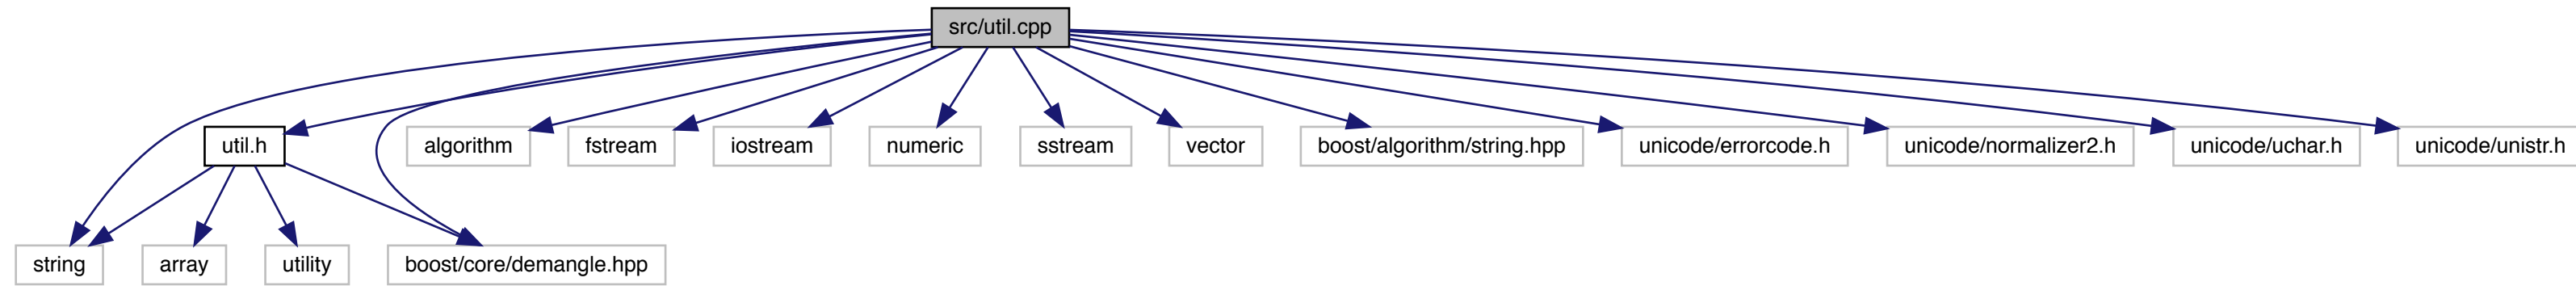 src/util.cpp
util.h
algorithm
fstream
iostream
numeric
sstream
vector
boost/algorithm/string.hpp
unicode/errorcode.h
unicode/normalizer2.h
unicode/uchar.h
unicode/unistr.h
string
array
utility
boost/core/demangle.hpp